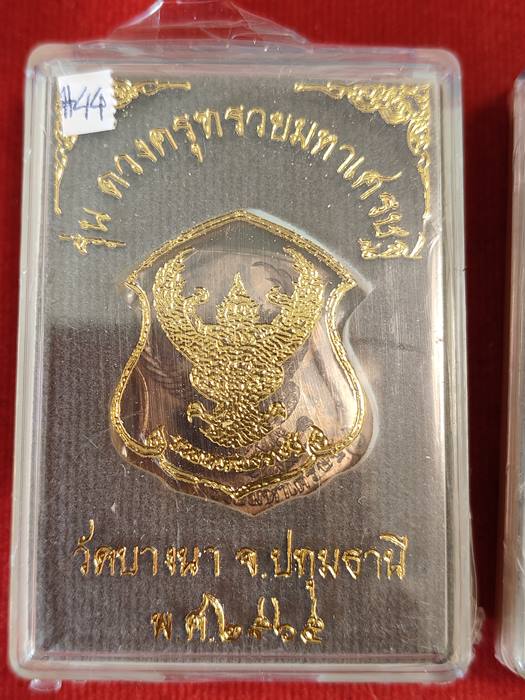 #44
รุ่น ดวงครุฑรวยมหาเศรษฐี
วัดบางนา จ.ปทุมธานี
พ.ศ.๒๕๖๕